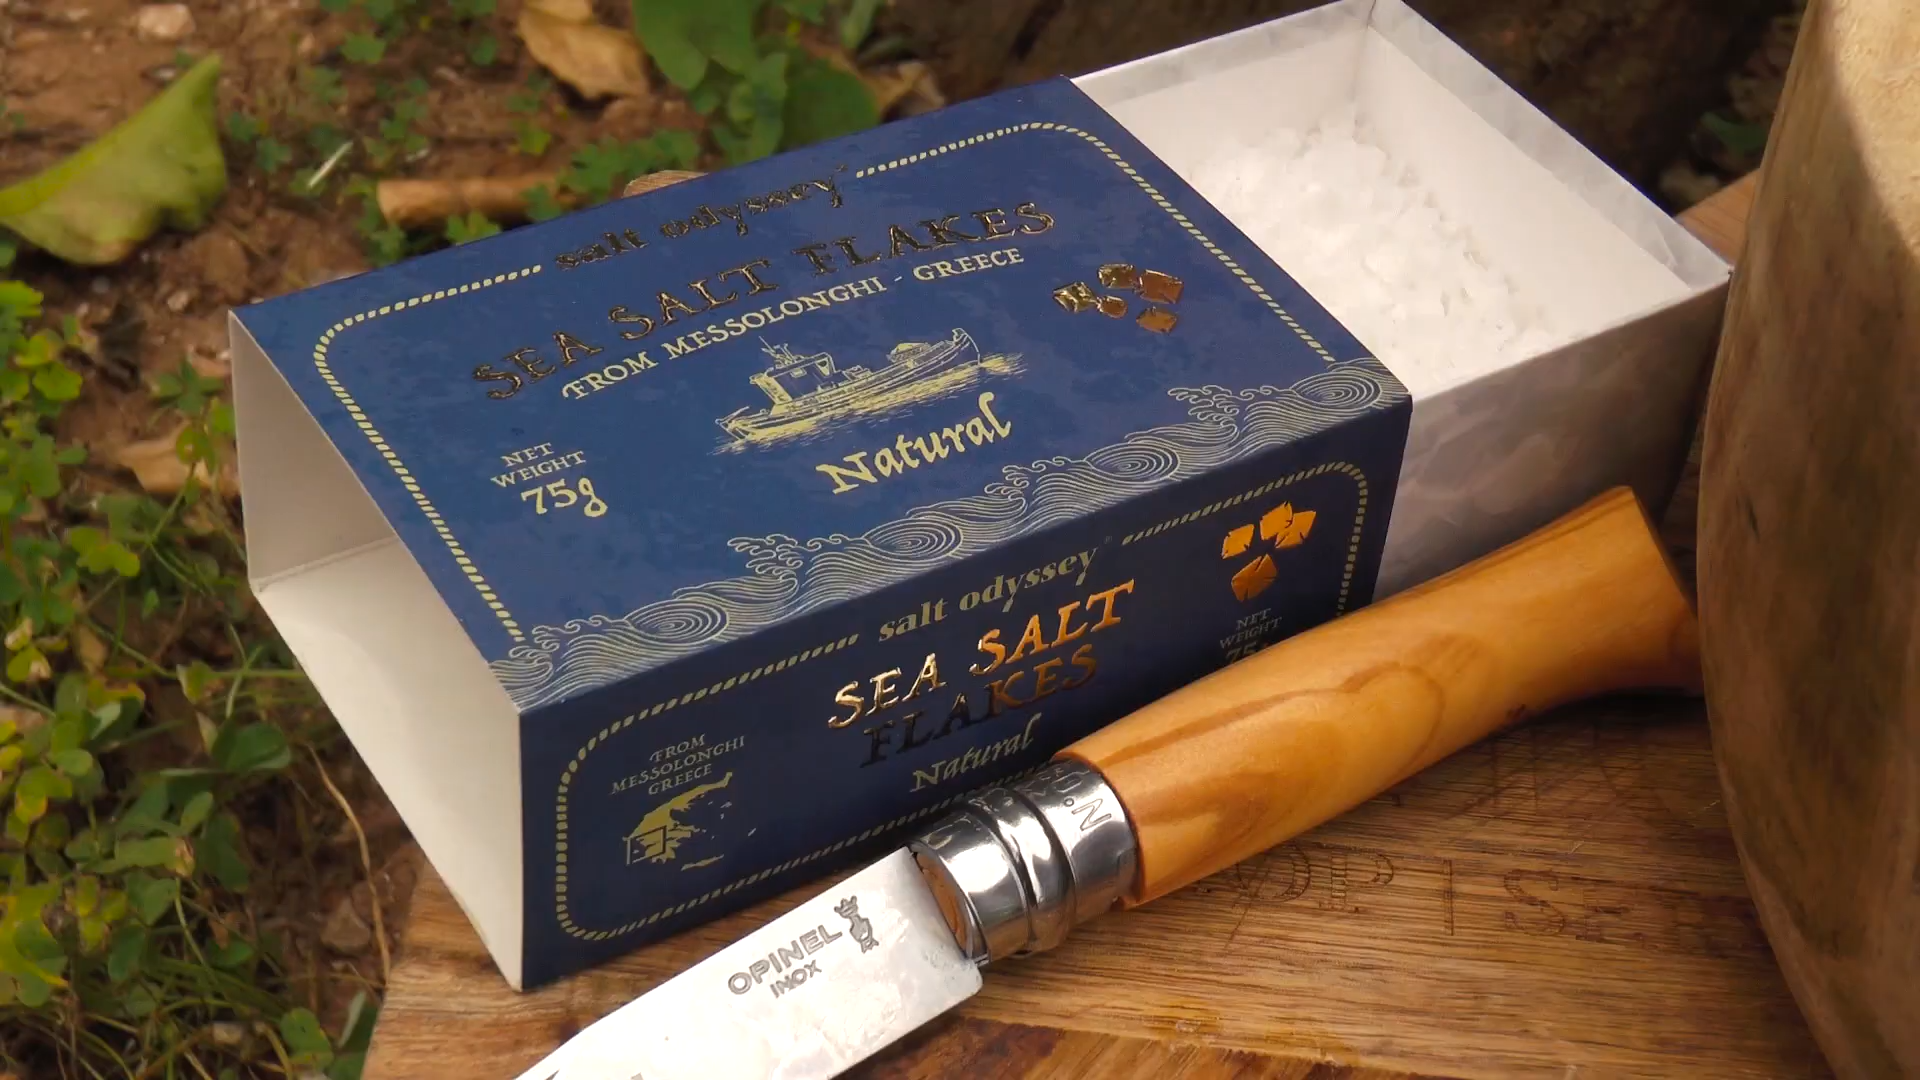 salt odyssey
SEA SALT FLAKES
FROM MESSOLONGHI - GREECE
NET
WEIGHT
75g
Natural
salt odyssey
SEA SALT
FLAKES
Natural
NET
WEIGHT
FROM
MESSOLONGHI
GREECE
OPINEL
INOX